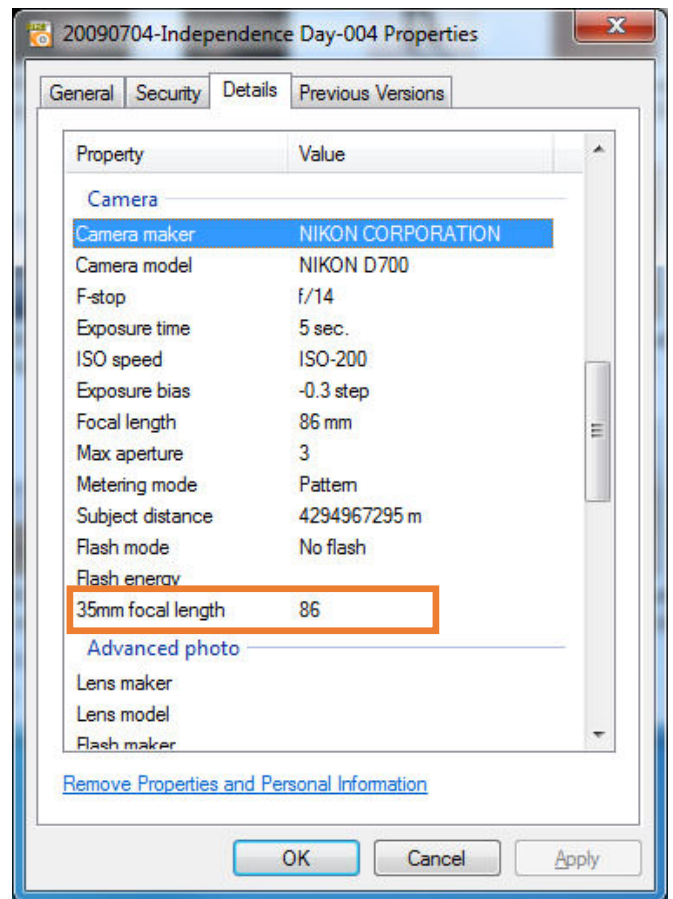 20090704-Independence Day-004 Properties
General Security Details Previous Versions
Property Value
Camera
Camera maker NIKON CORPORATION
Camera model NIKON D700
F-stop f/14
Exposure time 5 sec.
ISO speed ISO-200
Exposure bias -0.3 step
Focal length 86 mm
Max aperture 3
Metering mode Pattern
Subject distance 4294967295 m
Flash mode No flash
Flash energy
35mm focal length 86
Advanced photo
Lens maker
Lens model
Flash maker
Remove Properties and Personal Information
OK Cancel Apply